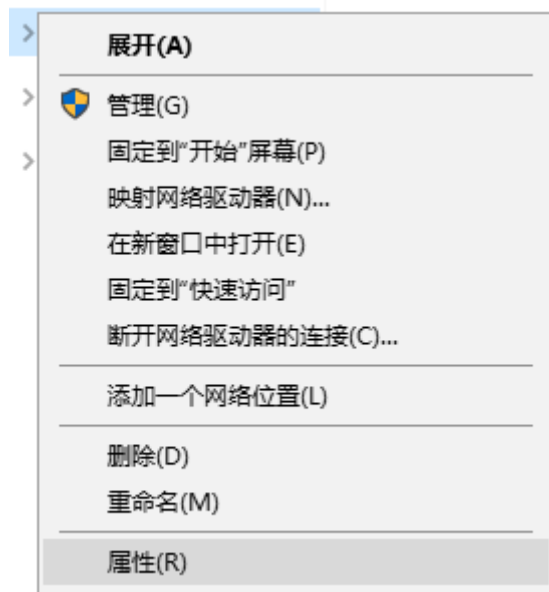 展开(A)
管理(G)
固定到"开始"屏幕(P)
映射网络驱动器(N)...
在新窗口中打开(E)
固定到"快速访问"
断开网络驱动器的连接(C)...
添加一个网络位置(L)
删除(D)
重命名(M)
属性(R)